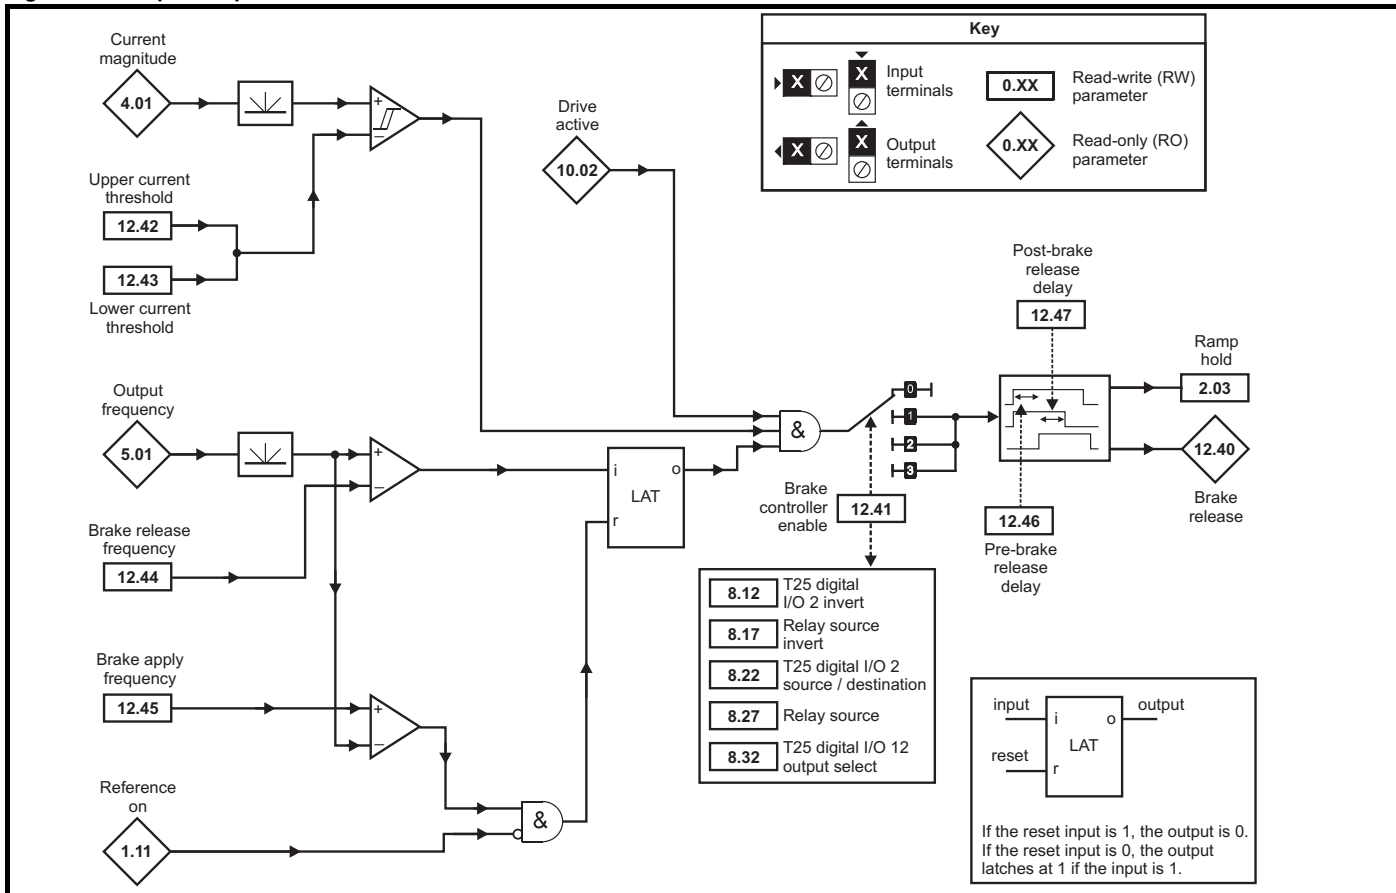 Current
magnitude
4.01
+
−
Upper current
threshold
12.42
12.43
Lower current
threshold
Drive
active
10.02
Key
X
X
Input
terminals
0.XX
Read-write (RW)
parameter
X
X
Output
terminals
0.XX
Read-only (RO)
parameter
Output
frequency
5.01
+
−
Brake release
frequency
12.44
i
o
LAT
r
&
0
1
2
3
Brake
controller
enable
12.41
Post-brake
release
delay
12.47
12.46
Pre-brake
release
delay
Ramp
hold
2.03
12.40
Brake
release
8.12
T25 digital
I/O 2 invert
8.17
Relay source
invert
8.22
T25 digital I/O 2
source / destination
8.27
Relay source
8.32
T25 digital I/O 12
output select
Brake apply
frequency
12.45
+
−
Reference
on
1.11
&
input
i
o
output
LAT
reset
r
If the reset input is 1, the output is 0.
If the reset input is 0, the output
latches at 1 if the input is 1.